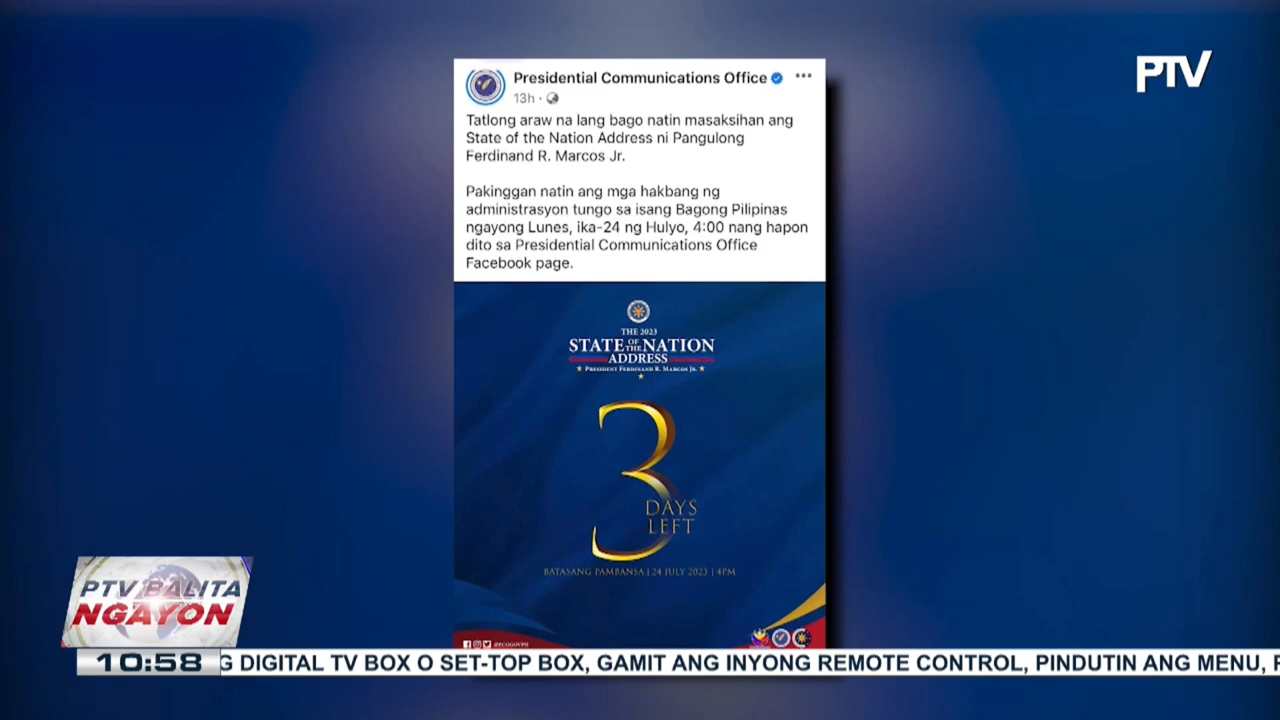 PTV
Presidential Communications Office
13h
Tatlong araw na lang bago natin masaksihan ang
State of the Nation Address ni Pangulong
Ferdinand R. Marcos Jr.
Pakinggan natin ang mga hakbang ng
administrasyon tungo sa isang Bagong Pilipinas
ngayong Lunes, ika-24 ng Hulyo, 4:00 nang hapon
dito sa Presidential Communications Office
Facebook page.
THE 2023
STATE OF THE NATION
ADDRESS
PRESIDENT FERDINAND R. MARCOS JR.
3
DAYS
LEFT
BATASANG PAMBANSA | 24 JULY 2023 | 4PM
@PCOGOVPH
PTV BALITA
NGAYON
10:58 G DIGITAL TV BOX O SET-TOP BOX, GAMIT ANG INYONG REMOTE CONTROL, PINDUTIN ANG MENU,